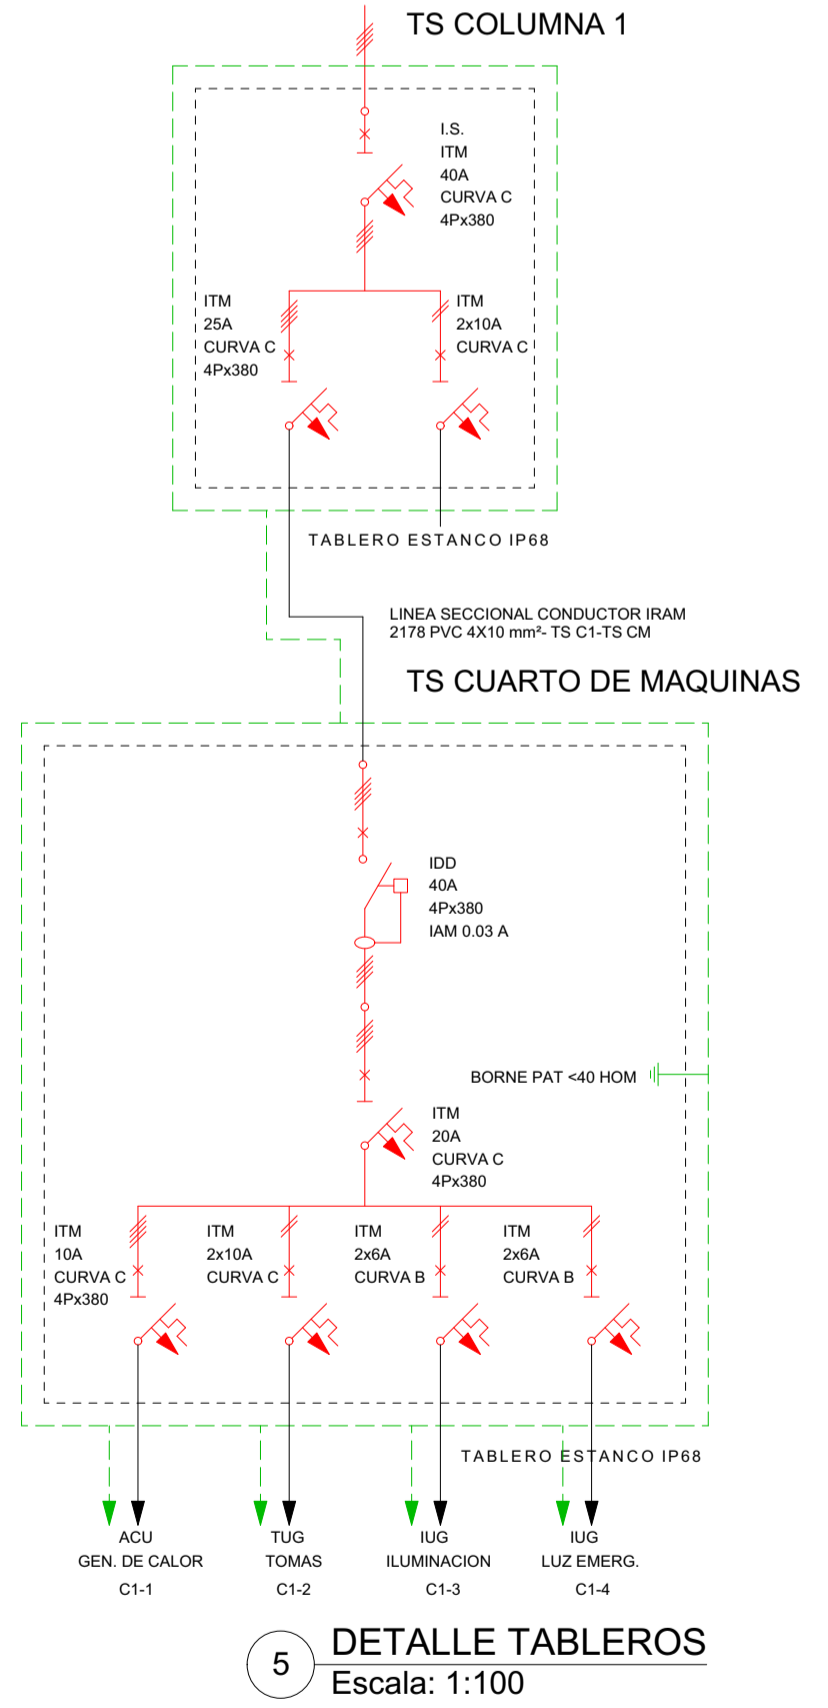 TS COLUMNA 1
I.S.
ITM
40A
CURVA C
4Px380
ITM
25A
CURVA C
4Px380
ITM
2x10A
CURVA C
TABLERO ESTANCO IP68
LINEA SECCIONAL CONDUCTOR IRAM
2178 PVC 4X10 mm²- TS C1-TS CM
TS CUARTO DE MAQUINAS
IDD
40A
4Px380
IAM 0.03 A
BORNE PAT <40 HOM
ITM
20A
CURVA C
4Px380
ITM
10A
CURVA C
4Px380
ITM
2x10A
CURVA C
ITM
2x6A
CURVA B
ITM
2x6A
CURVA B
TABLERO ESTANCO IP68
ACU
GEN. DE CALOR
C1-1
TUG
TOMAS
C1-2
IUG
ILUMINACION
C1-3
IUG
LUZ EMERG.
C1-4
5
DETALLE TABLEROS
Escala: 1:100